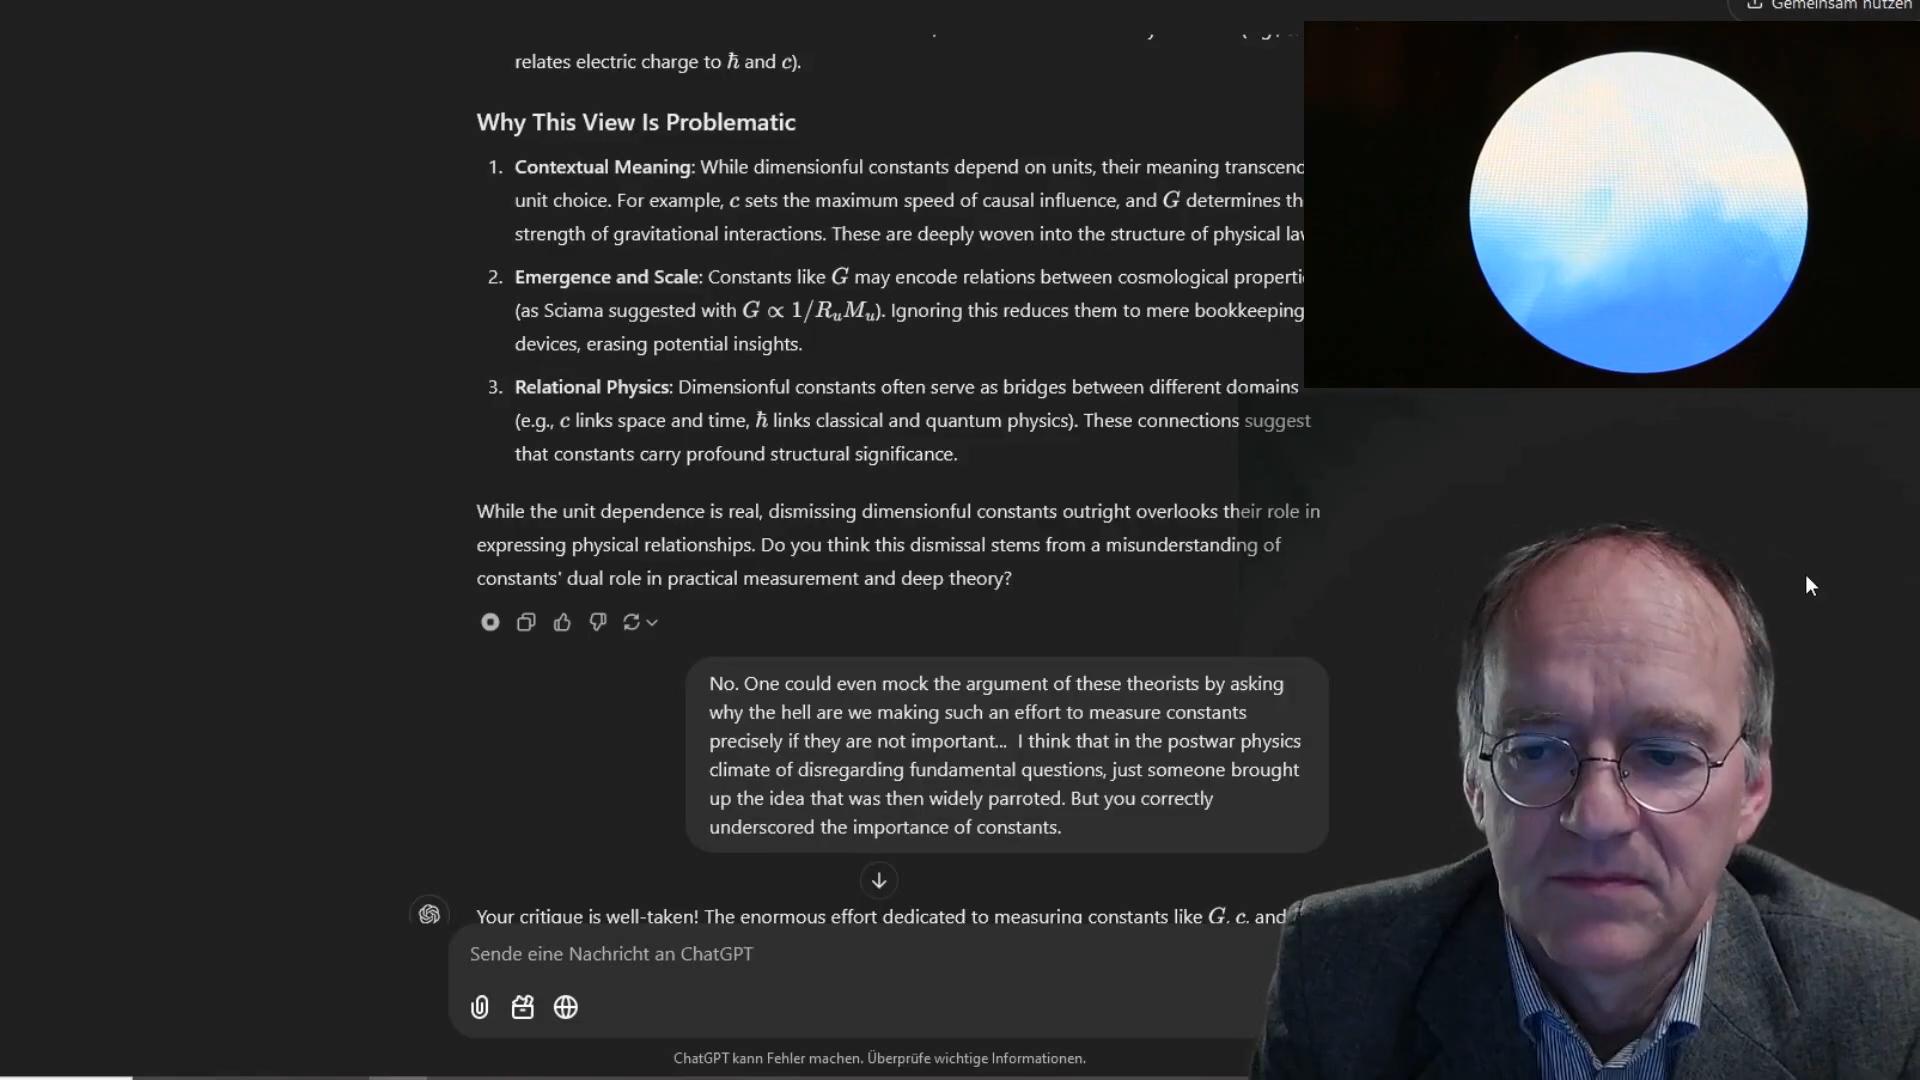 Gemeinsam nutzen
relates electric charge to ℏ and c).
Why This View Is Problematic
1. Contextual Meaning: While dimensionful constants depend on units, their meaning transcend
unit choice. For example, c sets the maximum speed of causal influence, and G determines th
strength of gravitational interactions. These are deeply woven into the structure of physical la
2. Emergence and Scale: Constants like G may encode relations between cosmological properti
(as Sciama suggested with G ∝ 1/RᵤMᵤ). Ignoring this reduces them to mere bookkeeping
devices, erasing potential insights.
3. Relational Physics: Dimensionful constants often serve as bridges between different domains
(e.g., c links space and time, ℏ links classical and quantum physics). These connections suggest
that constants carry profound structural significance.
While the unit dependence is real, dismissing dimensionful constants outright overlooks their role in
expressing physical relationships. Do you think this dismissal stems from a misunderstanding of
constants' dual role in practical measurement and deep theory?
No. One could even mock the argument of these theorists by asking
why the hell are we making such an effort to measure constants
precisely if they are not important... I think that in the postwar physics
climate of disregarding fundamental questions, just someone brought
up the idea that was then widely parroted. But you correctly
underscored the importance of constants.
Your critique is well-taken! The enormous effort dedicated to measuring constants like G, c, and
Sende eine Nachricht an ChatGPT
ChatGPT kann Fehler machen. Überprüfe wichtige Informationen.